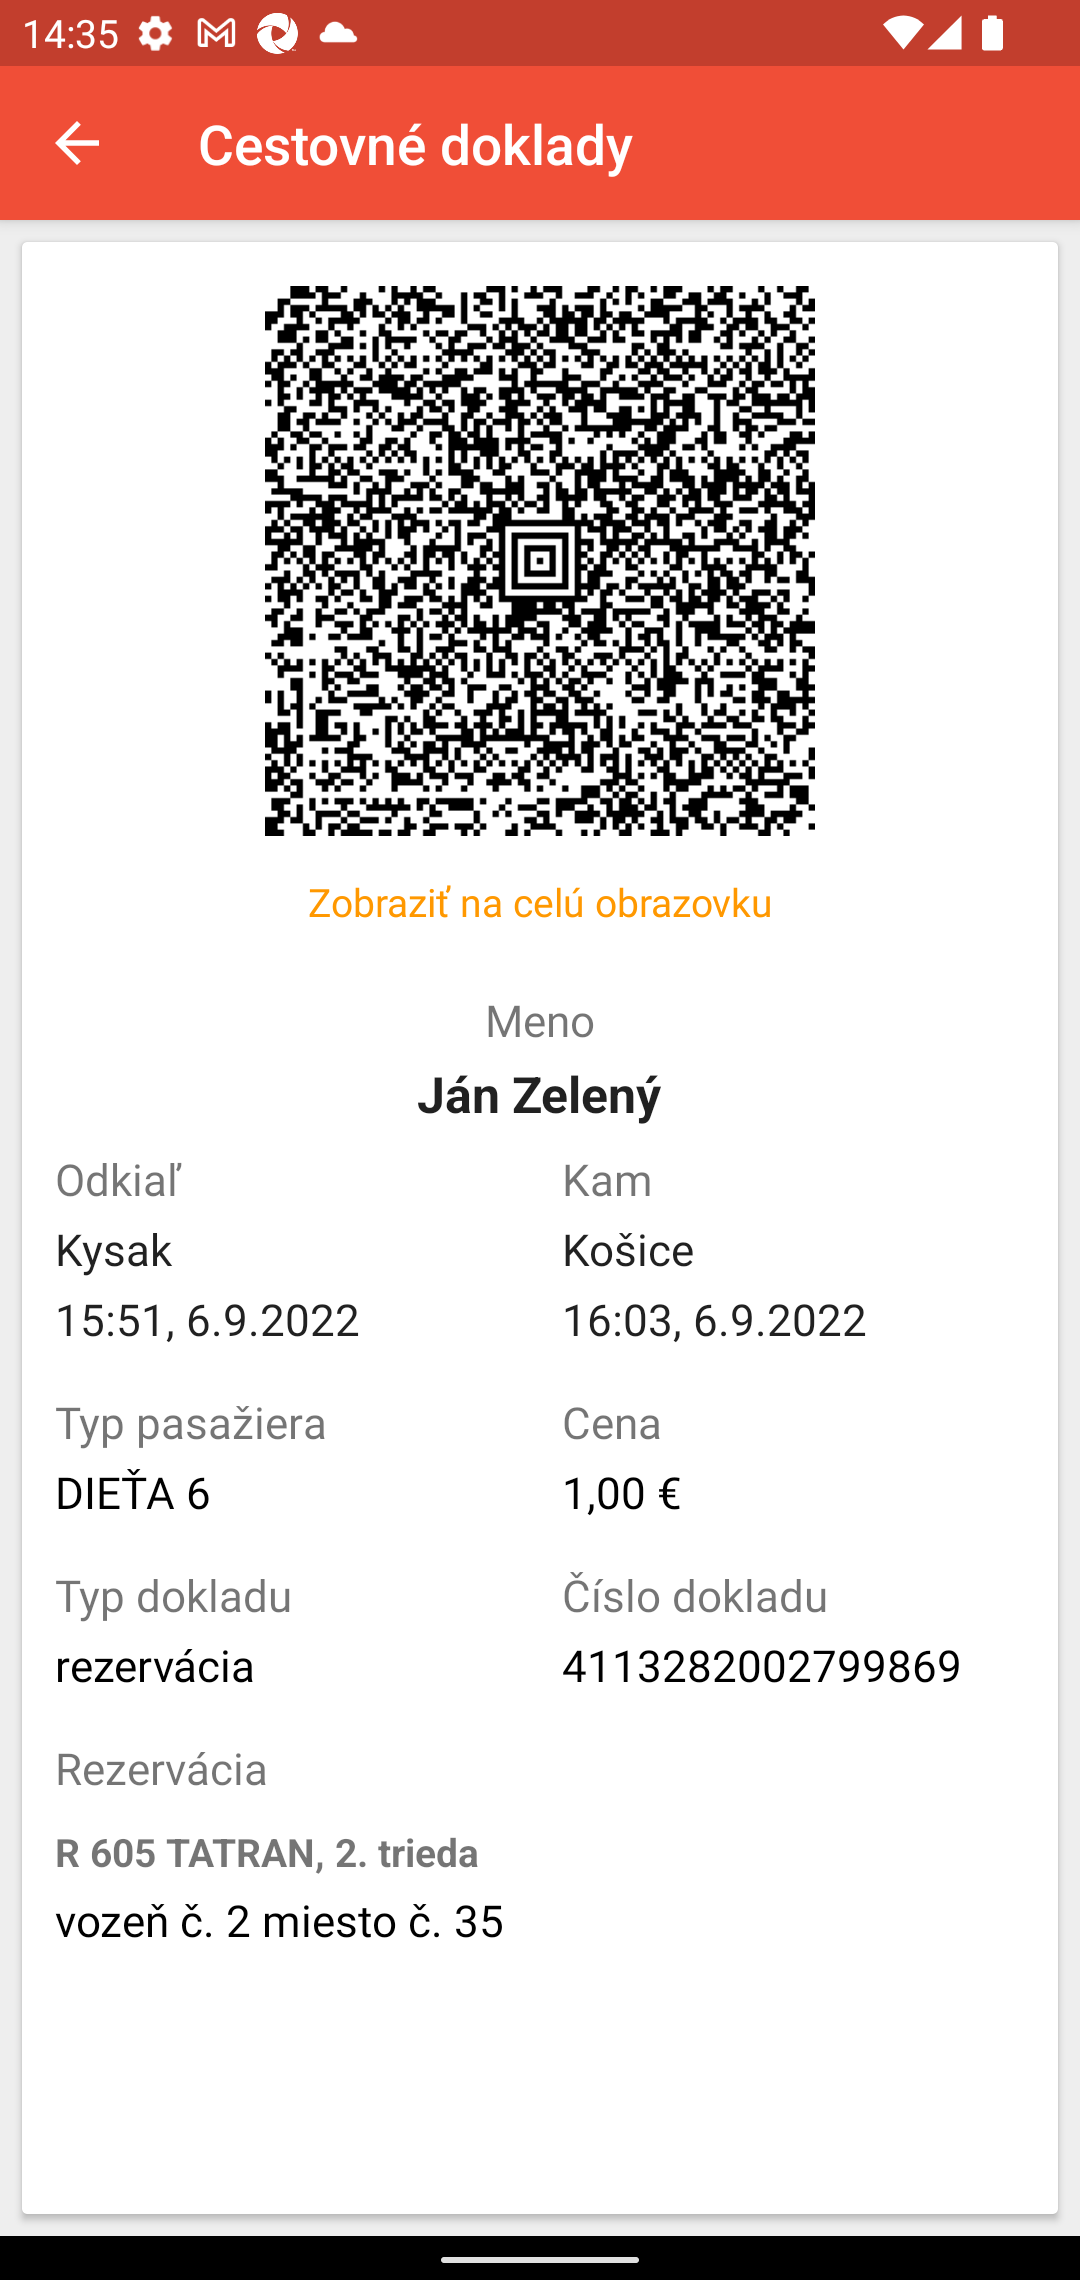 14:35
Cestovné doklady
Zobraziť na celú obrazovku
Meno
Ján Zelený
Odkiaľ
Kysak
15:51, 6.9.2022
Kam
Košice
16:03, 6.9.2022
Typ pasažiera
DIEŤA 6
Cena
1,00 €
Typ dokladu
rezervácia
Číslo dokladu
4113282002799869
Rezervácia
R 605 TATRAN, 2. trieda
vozeň č. 2 miesto č. 35